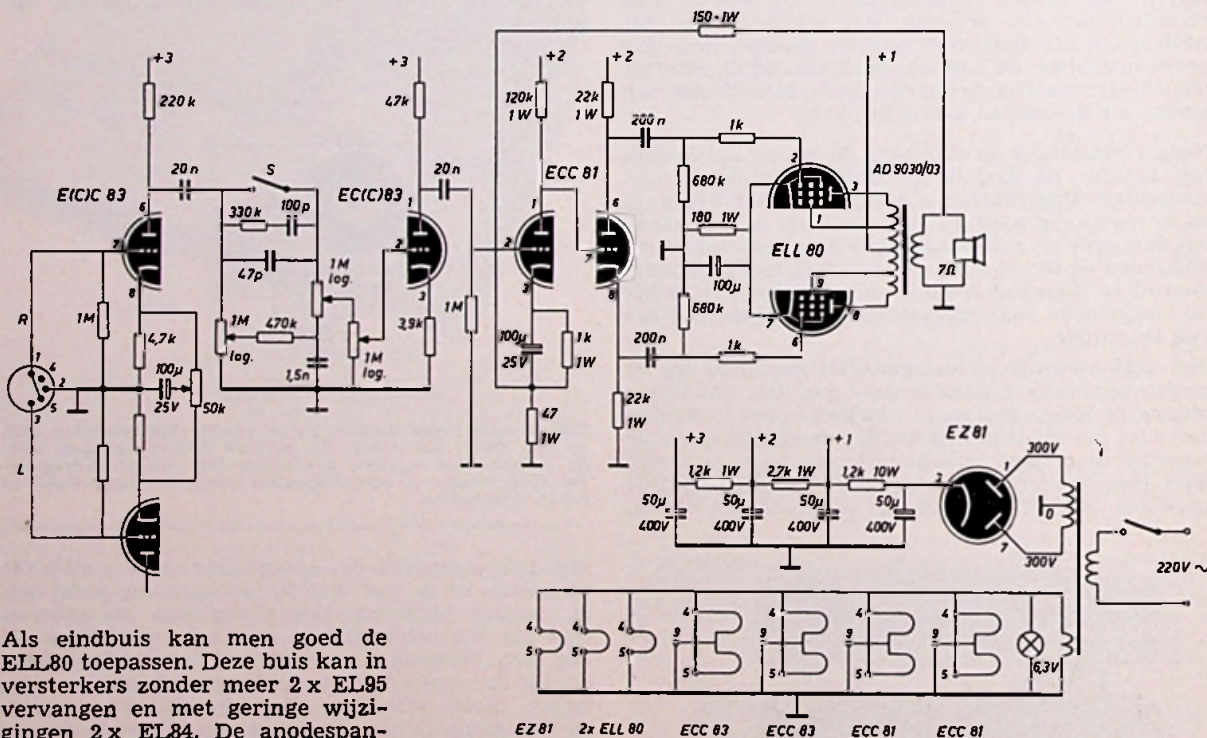 150-1W
+3
+3
+2
+2
+1
220k
47k
120k
1W
22k
1W
200n
1k
20n
S
E(C)C 83
EC(C)83
20n
ECC 81
AD 9030/03
6
330k
100p
1
1
6
2
3
680k
1
7
2
2
7
180 1W
ELL 80
47p
1M
log.
100µ
7Ω
8
3
3
8
9
R
1M
4,7k
1M
log.
470k
1M
log.
3,9k
1M
100µ
25V
1k
1W
680k
7
6
8
200n
1k
1
4
2
5
3
100µ
25V
50k
1,5n
47
1W
22k
1W
L
EZ 81
+3
+2
+1
300V
1,2k 1W
2,7k 1W
1,2k 10W
3
1
50µ
400V
50µ
400V
50µ
400V
50µ
400V
0
7
300V
220V ~
4
4
4
4
4
4
4
9
9
9
9
5
5
5
5
5
5
5
6,3V
EZ 81
2x ELL 80
ECC 83
ECC 83
ECC 81
ECC 81
Als eindbuis kan men goed de
ELL80 toepassen. Deze buis kan in
versterkers zonder meer 2 x EL95
vervangen en met geringe wijzi-
gingen 2 x EL84. De anodespan-